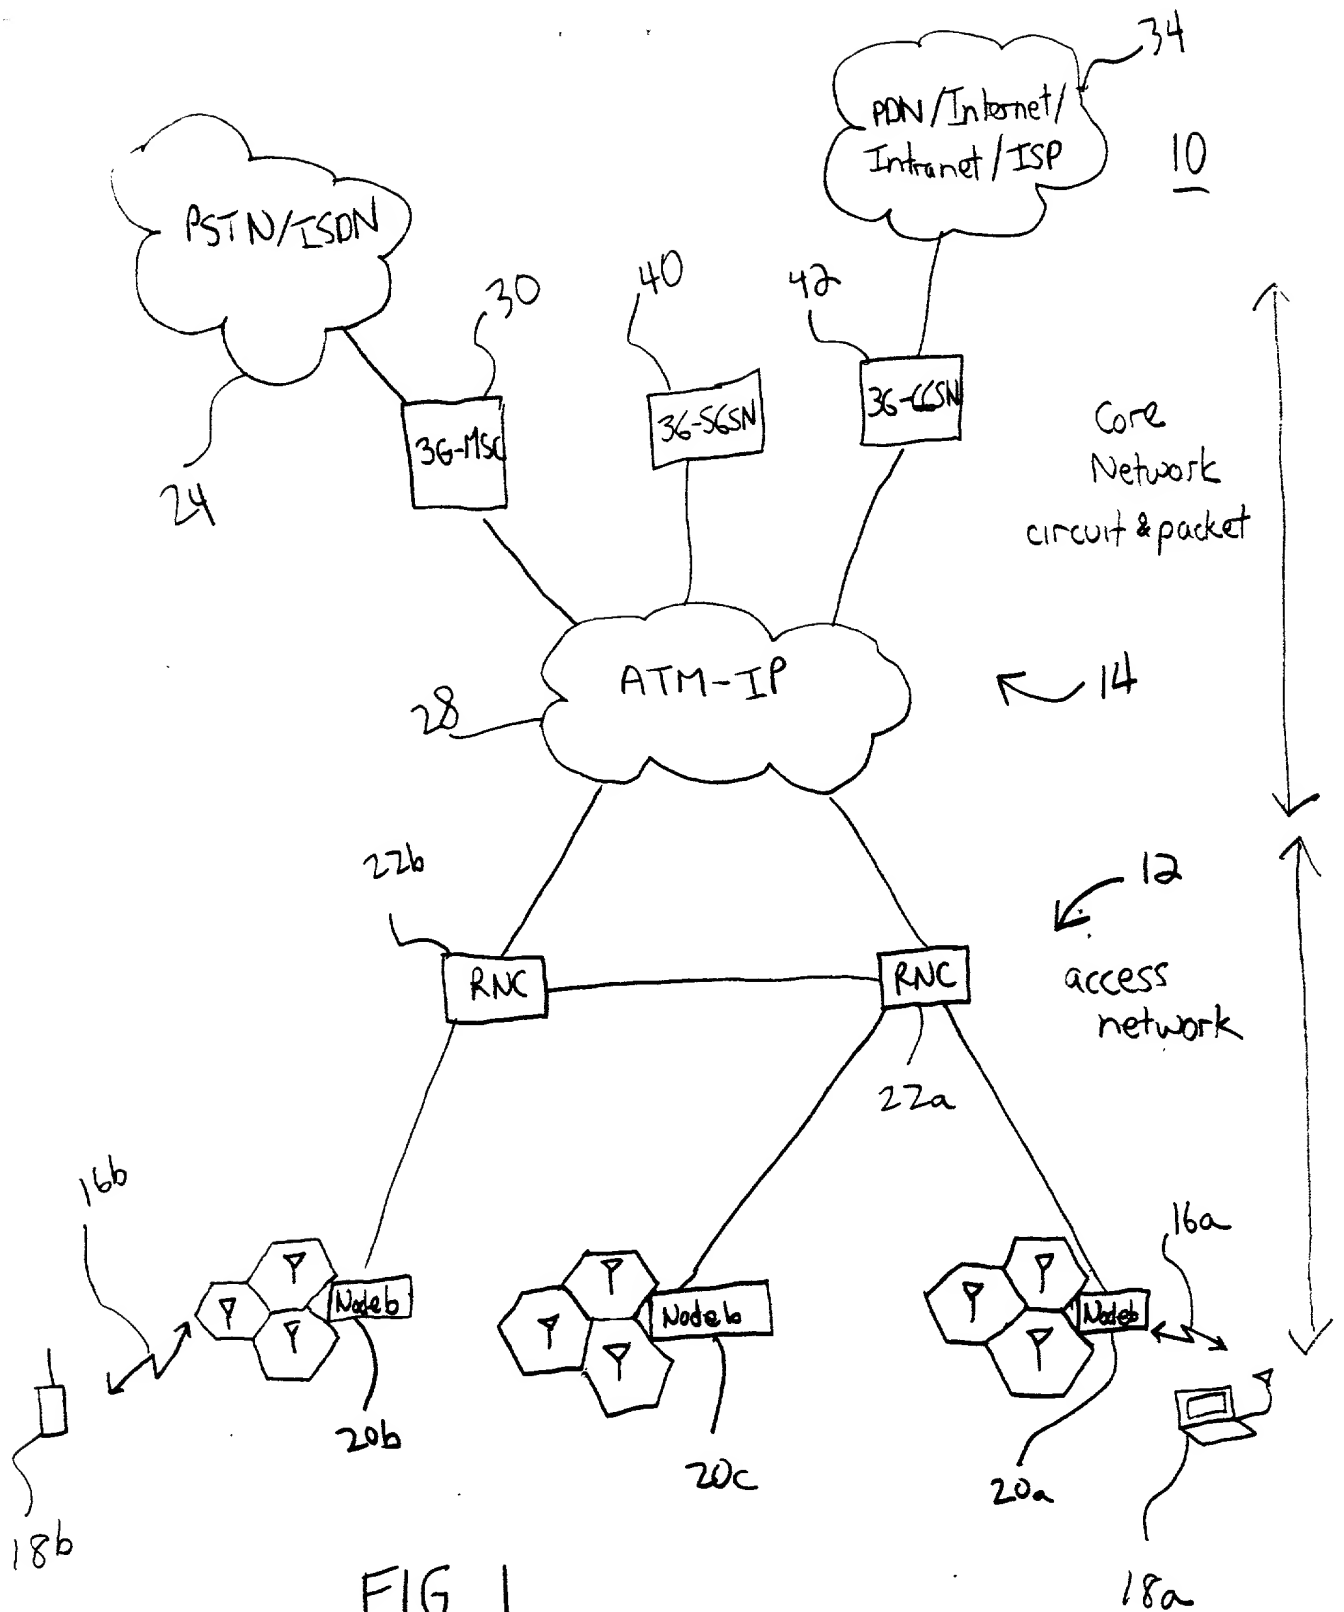 34
PDN/Internet/
Intranet/ISP
10
PSTN/ISDN
30
40
42
3G-MSC
3G-SGSN
3G-GGSN
24
Core
Network
circuit & packet
ATM-IP
28
14
22b
12
RNC
RNC
access
network
22a
16b
16a
Nodeb
Nodeb
Nodeb
20b
20c
20a
18b
18a
FIG 1